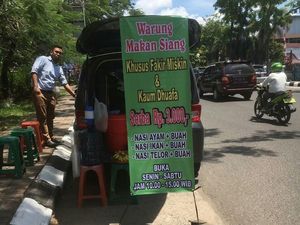 Warung
Makan Siang
Khusus Fakir Miskin
&
Kaum Dhuafa
Serba Rp. 3.000,-
- NASI AYAM + BUAH
- NASI IKAN + BUAH
- NASI TELOR + BUAH
BUKA
SENIN - SABTU
JAM 10.00 - 15.00 WIB